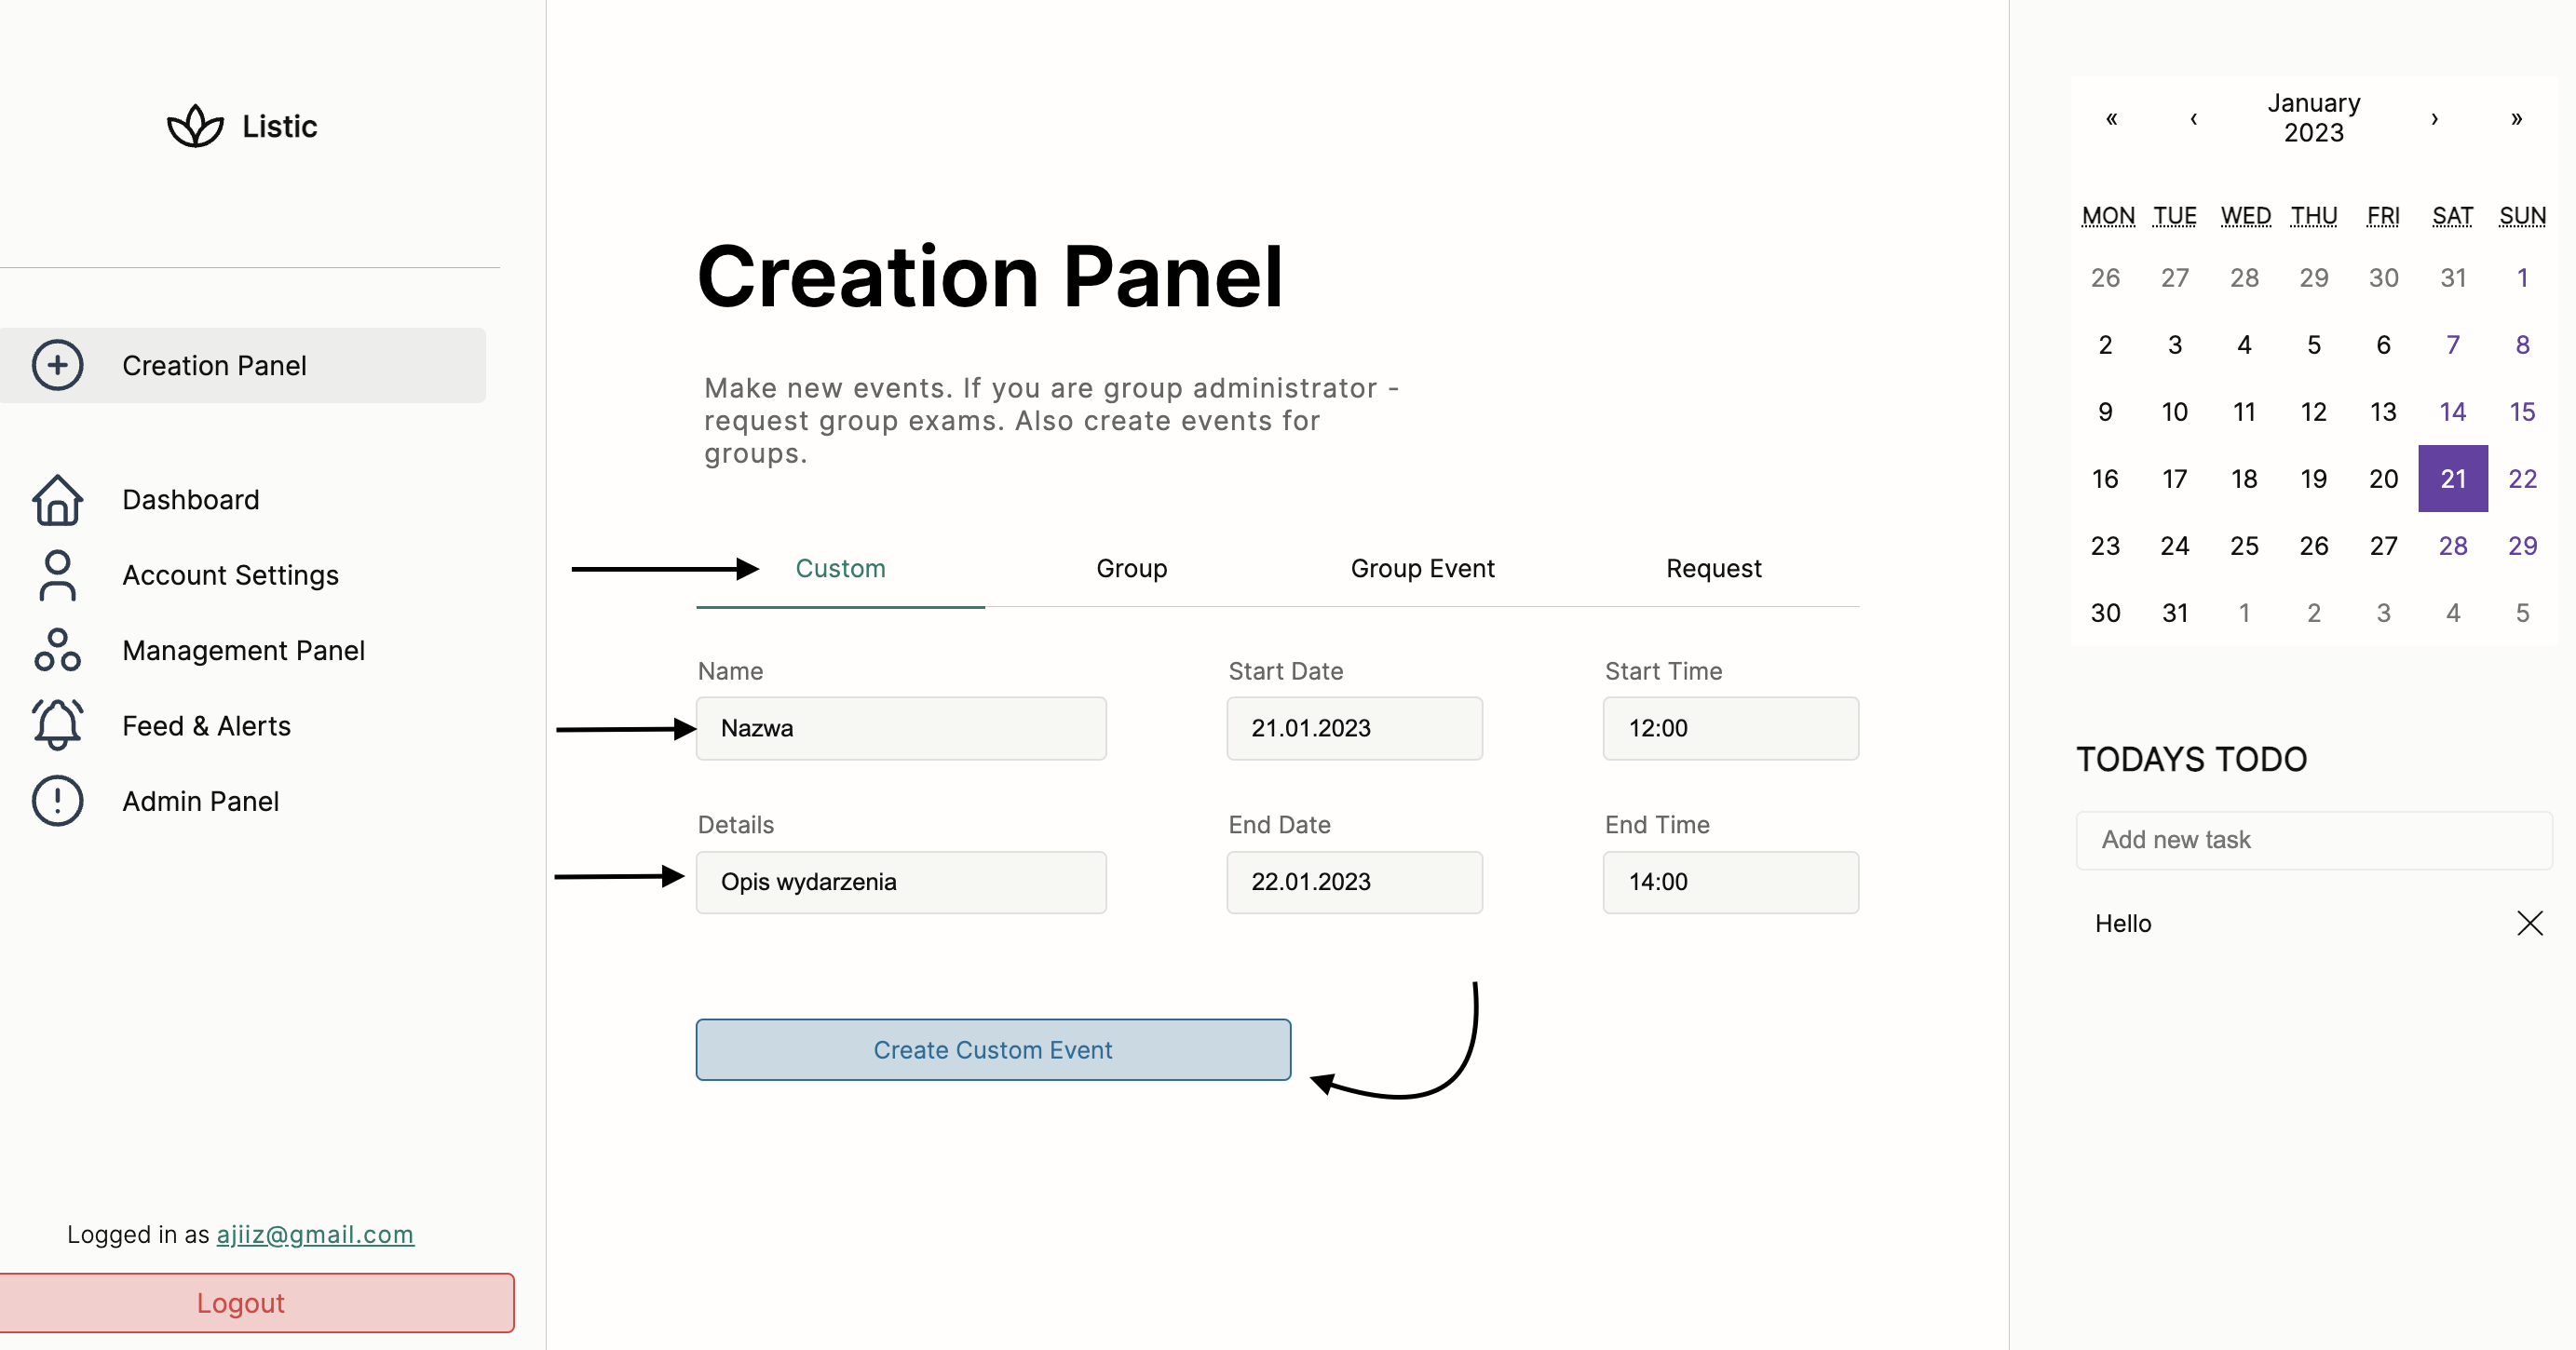 Listic
Creation Panel
Dashboard
Account Settings
Management Panel
Feed & Alerts
Admin Panel
Logged in as ajiiz@gmail.com
Logout
Creation Panel
Make new events. If you are group administrator -
request group exams. Also create events for
groups.
Custom Group Group Event Request
Name Start Date Start Time
Nazwa 21.01.2023 12:00
Details End Date End Time
Opis wydarzenia 22.01.2023 14:00
Create Custom Event
« ‹ January 2023 › »
MON TUE WED THU FRI SAT SUN
26 27 28 29 30 31 1
2 3 4 5 6 7 8
9 10 11 12 13 14 15
16 17 18 19 20 21 22
23 24 25 26 27 28 29
30 31 1 2 3 4 5
TODAYS TODO
Add new task
Hello